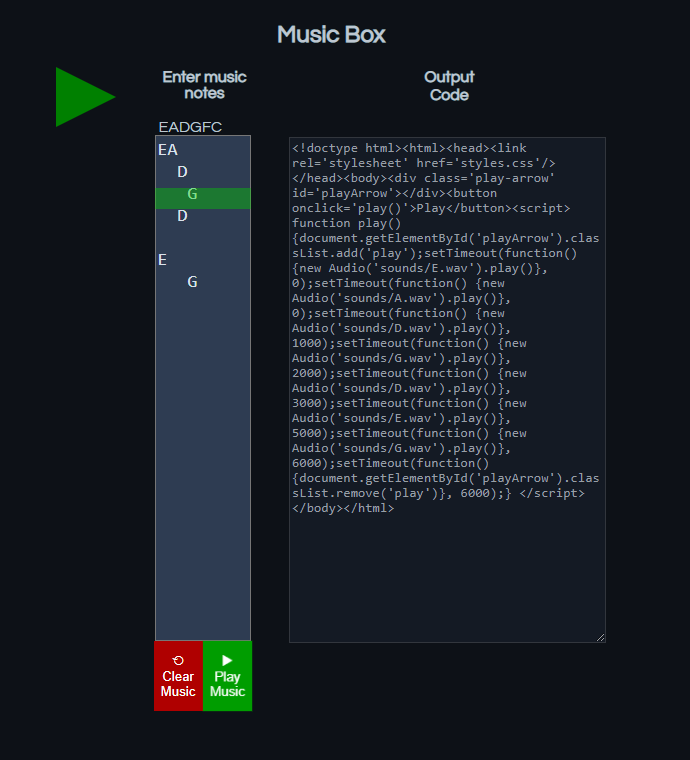 Music Box
Enter music
notes
Output
Code
EADGFC
EA
D
G
D
E
G
<!doctype html><html><head><link
rel='stylesheet' href='styles.css'/>
</head><body><div class='play-arrow'
id='playArrow'></div><button
onclick='play()'>Play</button><script>
function play()
{document.getElementById('playArrow').clas
sList.add('play');setTimeout(function()
{new Audio('sounds/E.wav').play()},
0);setTimeout(function() {new
Audio('sounds/A.wav').play()},
0);setTimeout(function() {new
Audio('sounds/D.wav').play()},
1000);setTimeout(function() {new
Audio('sounds/G.wav').play()},
2000);setTimeout(function() {new
Audio('sounds/D.wav').play()},
3000);setTimeout(function() {new
Audio('sounds/E.wav').play()},
5000);setTimeout(function() {new
Audio('sounds/G.wav').play()},
6000);setTimeout(function()
{document.getElementById('playArrow').clas
sList.remove('play')}, 6000);} </script>
</body></html>
Clear
Music
Play
Music